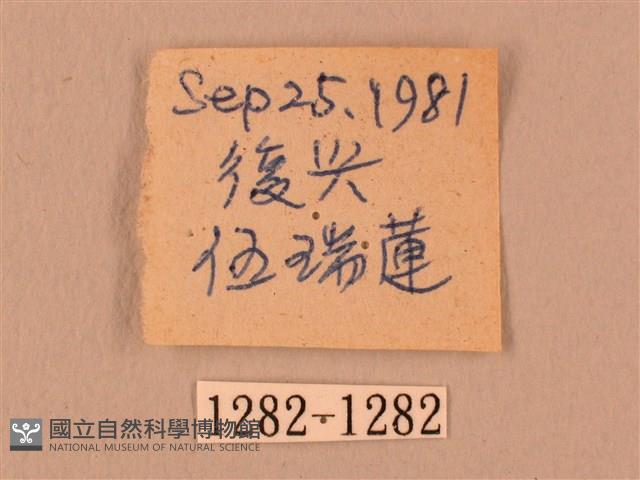 Sep 25、1981
復兴
伍瑞蓮
1282-1282
國立自然科學博物館
NATIONAL MUSEUM OF NATURAL SCIENCE